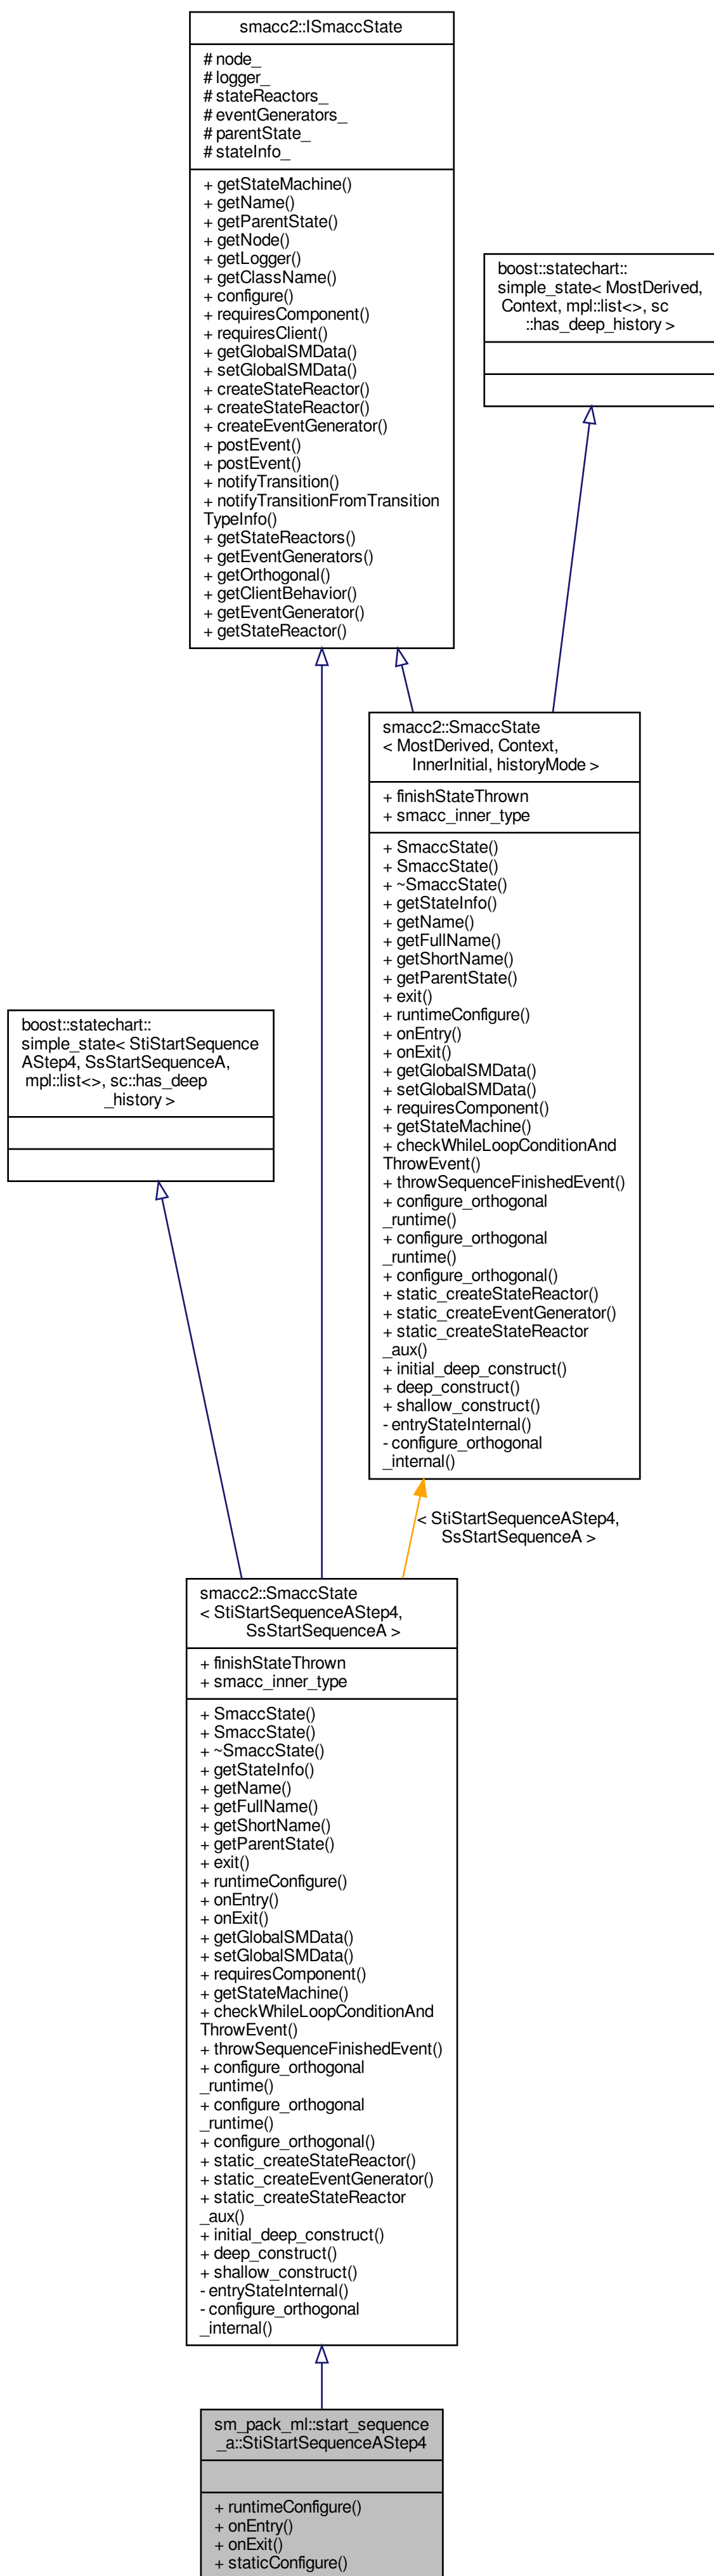 smacc2::ISmaccState
# node_
# logger_
# stateReactors_
# eventGenerators_
# parentState_
# stateInfo_
+ getStateMachine()
+ getName()
+ getParentState()
+ getNode()
+ getLogger()
+ getClassName()
+ configure()
+ requiresComponent()
+ requiresClient()
+ getGlobalSMData()
+ setGlobalSMData()
+ createStateReactor()
+ createStateReactor()
+ createEventGenerator()
+ postEvent()
+ postEvent()
+ notifyTransition()
+ notifyTransitionFromTransition
TypeInfo()
+ getStateReactors()
+ getEventGenerators()
+ getOrthogonal()
+ getClientBehavior()
+ getEventGenerator()
+ getStateReactor()
boost::statechart::
simple_state< MostDerived,
Context, mpl::list<>, sc
::has_deep_history >
smacc2::SmaccState
< MostDerived, Context,
InnerInitial, historyMode >
+ finishStateThrown
+ smacc_inner_type
+ SmaccState()
+ SmaccState()
+ ~SmaccState()
+ getStateInfo()
+ getName()
+ getFullName()
+ getShortName()
+ getParentState()
+ exit()
+ runtimeConfigure()
+ onEntry()
+ onExit()
+ getGlobalSMData()
+ setGlobalSMData()
+ requiresComponent()
+ getStateMachine()
+ checkWhileLoopConditionAnd
ThrowEvent()
+ throwSequenceFinishedEvent()
+ configure_orthogonal
_runtime()
+ configure_orthogonal
_runtime()
+ configure_orthogonal()
+ static_createStateReactor()
+ static_createEventGenerator()
+ static_createStateReactor
_aux()
+ initial_deep_construct()
+ deep_construct()
+ shallow_construct()
- entryStateInternal()
- configure_orthogonal
_internal()
boost::statechart::
simple_state< StiStartSequence
AStep4, SsStartSequenceA,
mpl::list<>, sc::has_deep
_history >
< StiStartSequenceAStep4,
SsStartSequenceA >
smacc2::SmaccState
< StiStartSequenceAStep4,
SsStartSequenceA >
+ finishStateThrown
+ smacc_inner_type
+ SmaccState()
+ SmaccState()
+ ~SmaccState()
+ getStateInfo()
+ getName()
+ getFullName()
+ getShortName()
+ getParentState()
+ exit()
+ runtimeConfigure()
+ onEntry()
+ onExit()
+ getGlobalSMData()
+ setGlobalSMData()
+ requiresComponent()
+ getStateMachine()
+ checkWhileLoopConditionAnd
ThrowEvent()
+ throwSequenceFinishedEvent()
+ configure_orthogonal
_runtime()
+ configure_orthogonal
_runtime()
+ configure_orthogonal()
+ static_createStateReactor()
+ static_createEventGenerator()
+ static_createStateReactor
_aux()
+ initial_deep_construct()
+ deep_construct()
+ shallow_construct()
- entryStateInternal()
- configure_orthogonal
_internal()
sm_pack_ml::start_sequence
_a::StiStartSequenceAStep4
+ runtimeConfigure()
+ onEntry()
+ onExit()
+ staticConfigure()